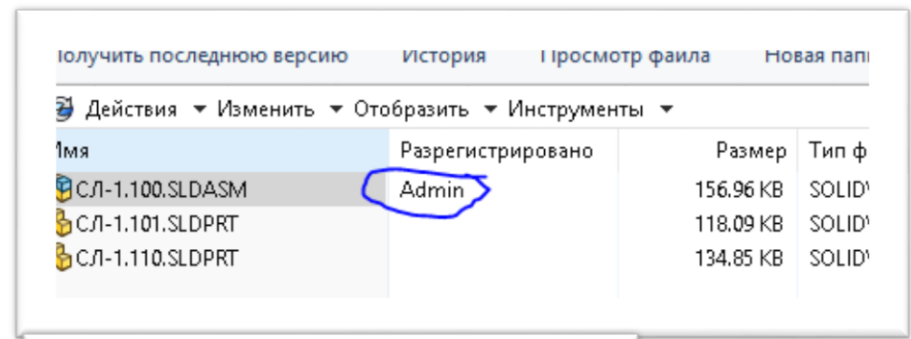 Получить последнюю версию История Просмотр файла Новая пап
Действия Изменить Отобразить Инструменты
Имя Разрегистрировано Размер Тип ф
СЛ-1.100.SLDASM Admin 156.96 KB SOLID
СЛ-1.101.SLDPRT 118.09 KB SOLID
СЛ-1.110.SLDPRT 134.85 KB SOLID